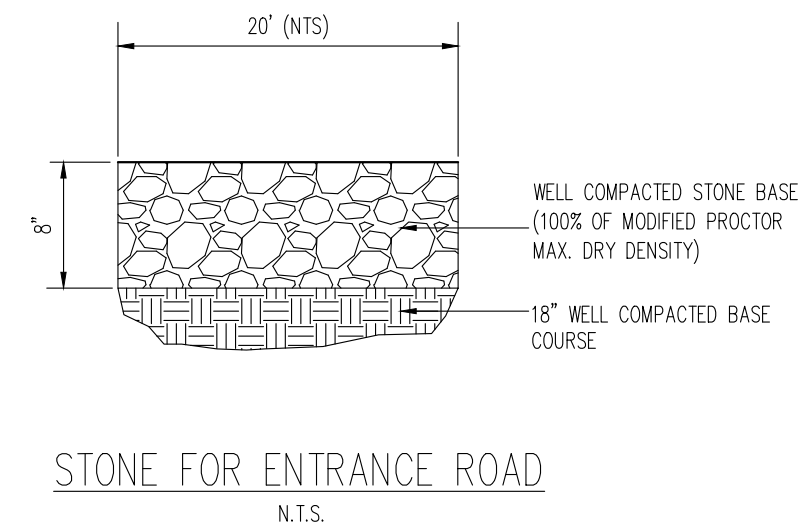 20' (NTS)
8"
WELL COMPACTED STONE BASE
(100% OF MODIFIED PROCTOR
MAX. DRY DENSITY)
18" WELL COMPACTED BASE
COURSE
STONE FOR ENTRANCE ROAD
N.T.S.